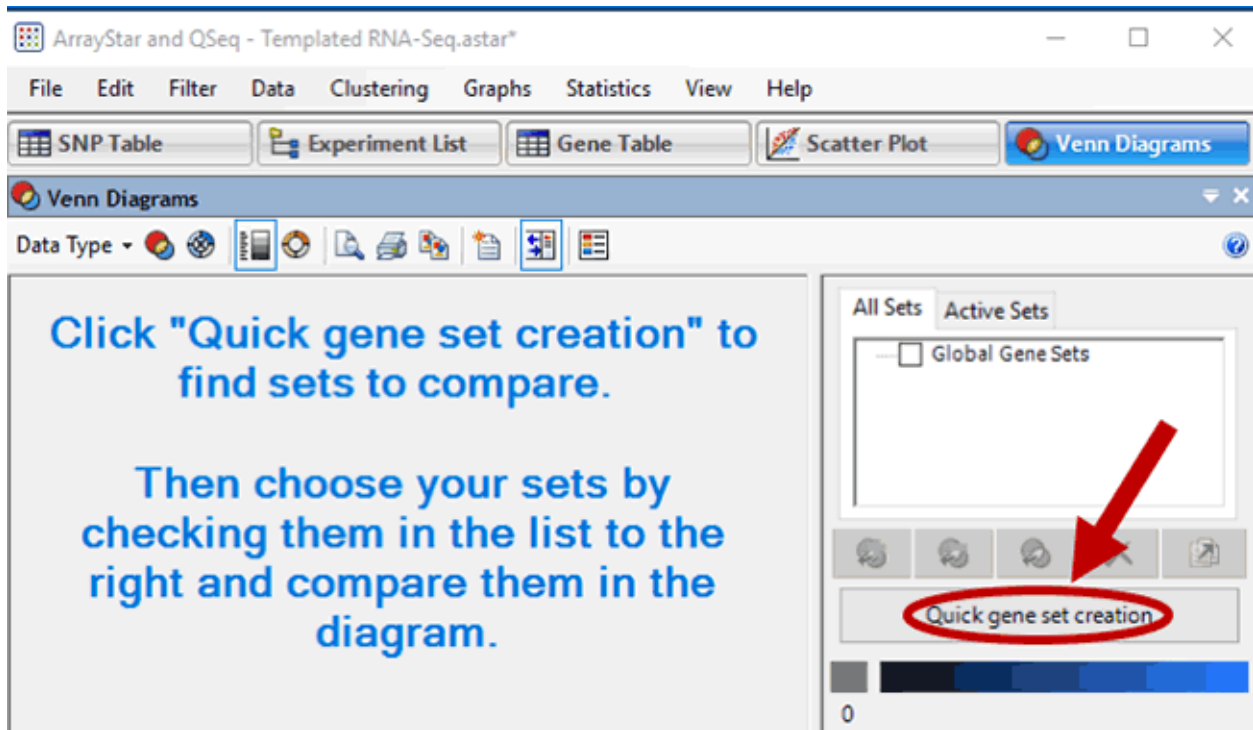 ArrayStar and QSeq - Templated RNA-Seq.astar*
File Edit Filter Data Clustering Graphs Statistics View Help
SNP Table Experiment List Gene Table Scatter Plot Venn Diagrams
Venn Diagrams
Data Type
All Sets Active Sets
Global Gene Sets
Click "Quick gene set creation" to
find sets to compare.
Then choose your sets by
checking them in the list to the
right and compare them in the
diagram.
Quick gene set creation
0